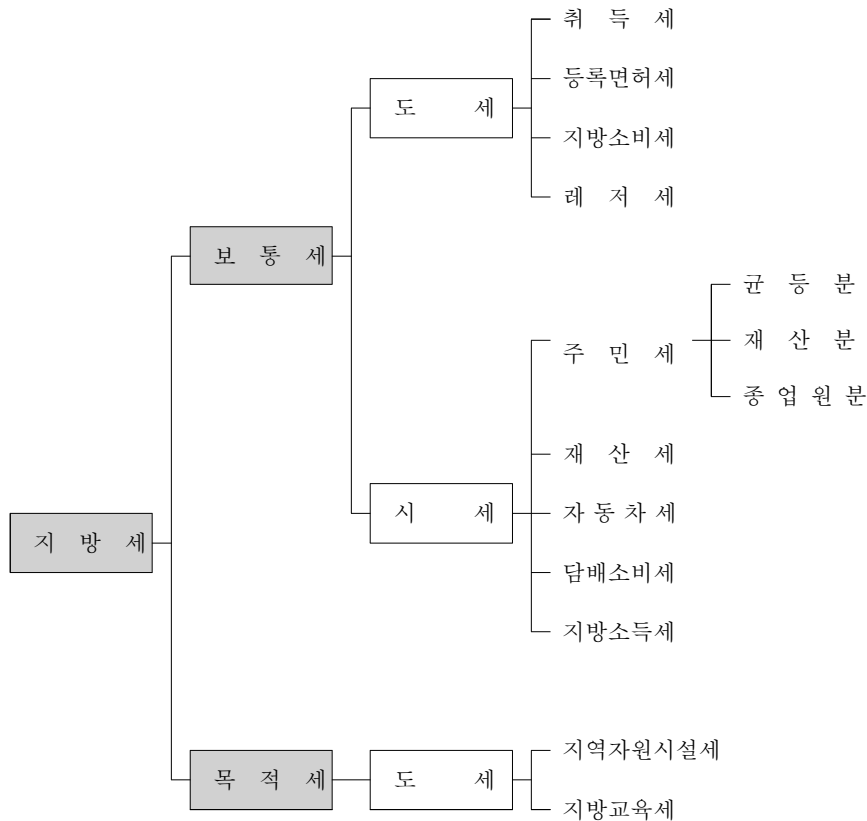 취 득 세
등록면허세
도 세
지방소비세
레 저 세
보 통 세
균 등 분
주 민 세
재 산 분
종 업 원 분
재 산 세
시 세
자 동 차 세
지 방 세
담배소비세
지방소득세
지역자원시설세
목 적 세
도 세
지방교육세